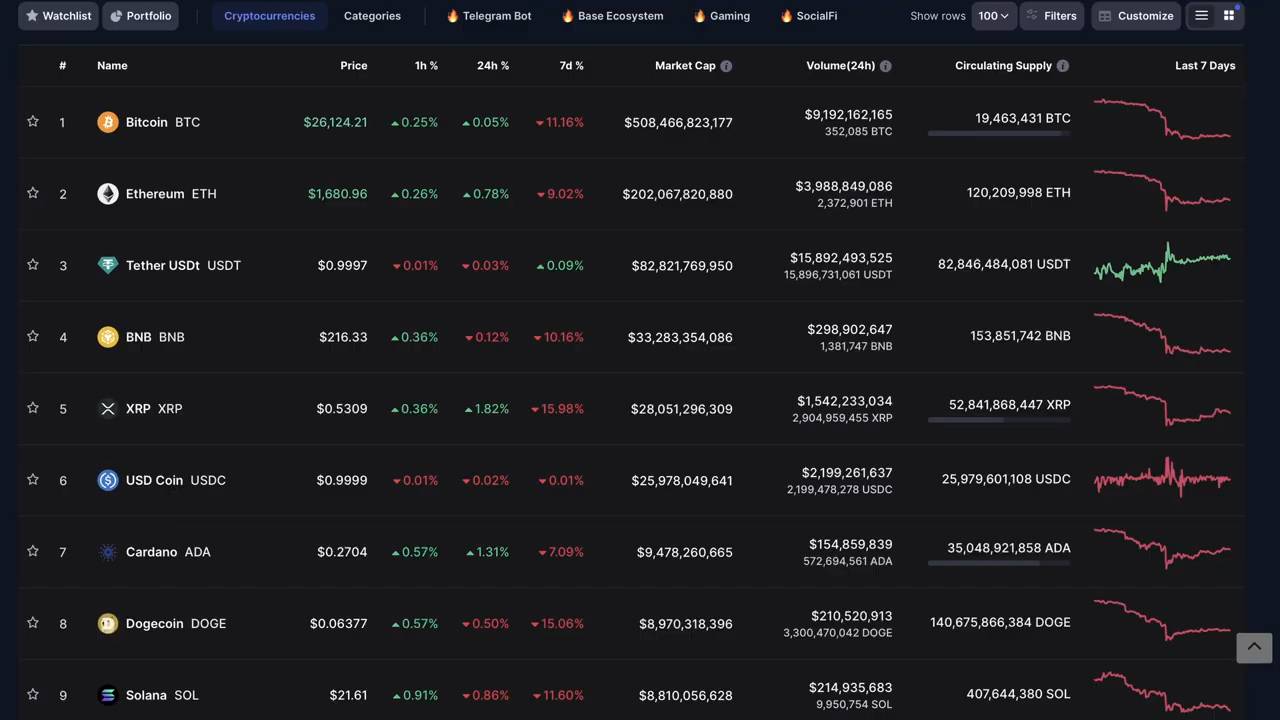 Watchlist Portfolio Cryptocurrencies Categories Telegram Bot Base Ecosystem Gaming SocialFi Show rows 100 Filters Customize
# Name Price 1h % 24h % 7d % Market Cap Volume(24h) Circulating Supply Last 7 Days
1 Bitcoin BTC $26,124.21 0.25% 0.05% 11.16% $508,466,823,177 $9,192,162,165 19,463,431 BTC
352,085 BTC
2 Ethereum ETH $1,680.96 0.26% 0.78% 9.02% $202,067,820,880 $3,988,849,086 120,209,998 ETH
2,372,901 ETH
3 Tether USDt USDT $0.9997 0.01% 0.03% 0.09% $82,821,769,950 $15,892,493,525 82,846,484,081 USDT
15,896,731,061 USDT
4 BNB BNB $216.33 0.36% 0.12% 10.16% $33,283,354,086 $298,902,647 153,851,742 BNB
1,381,747 BNB
5 XRP XRP $0.5309 0.36% 1.82% 15.98% $28,051,296,309 $1,542,233,034 52,841,868,447 XRP
2,904,959,455 XRP
6 USD Coin USDC $0.9999 0.01% 0.02% 0.01% $25,978,049,641 $2,199,261,637 25,979,601,108 USDC
2,199,478,278 USDC
7 Cardano ADA $0.2704 0.57% 1.31% 7.09% $9,478,260,665 $154,859,839 35,048,921,858 ADA
572,694,561 ADA
8 Dogecoin DOGE $0.06377 0.57% 0.50% 15.06% $8,970,318,396 $210,520,913 140,675,866,384 DOGE
3,300,470,042 DOGE
9 Solana SOL $21.61 0.91% 0.86% 11.60% $8,810,056,628 $214,935,683 407,644,380 SOL
9,950,754 SOL